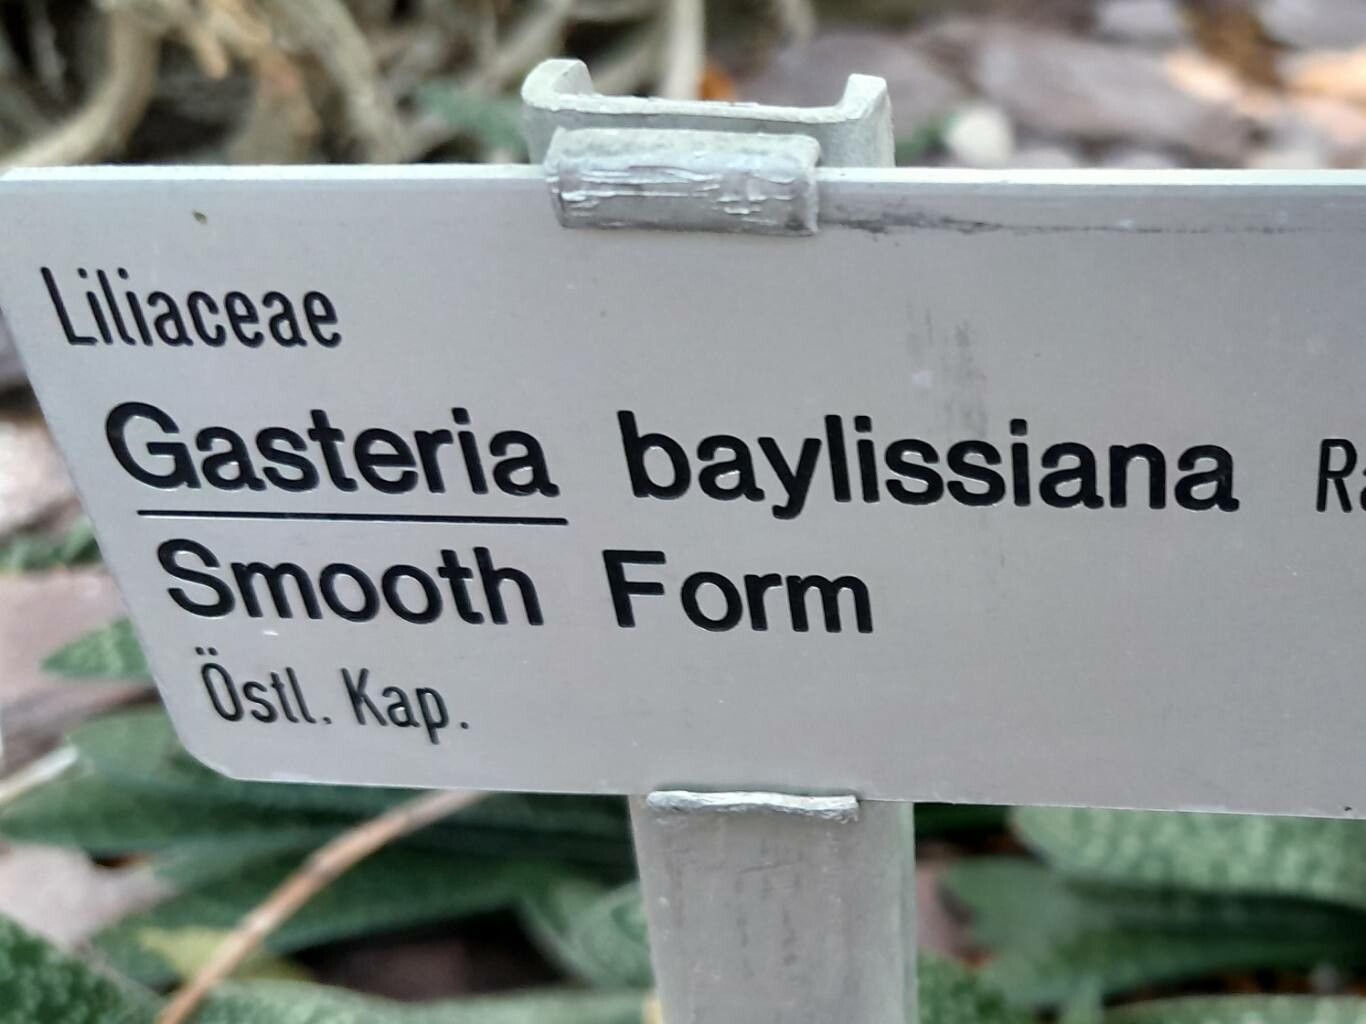 Liliaceae
Gasteria baylissiana
Smooth Form
Östl. Kap.